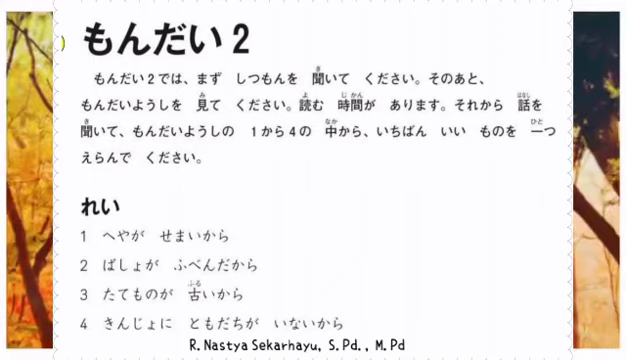 もんだい2
もんだい2では、まず　しつもんを　聞いて　ください。そのあと、
もんだいようしを　見て　ください。読む　時間が　あります。それから　話を
聞いて、もんだいようしの　1から4の　中から、いちばん　いい　ものを　一つ
えらんで　ください。
れい
1　へやが　せまいから
2　ばしょが　ふべんだから
3　たてものが　古いから
4　きんじょに　ともだちが　いないから
R. Nastya Sekarhayu, S.Pd., M.Pd